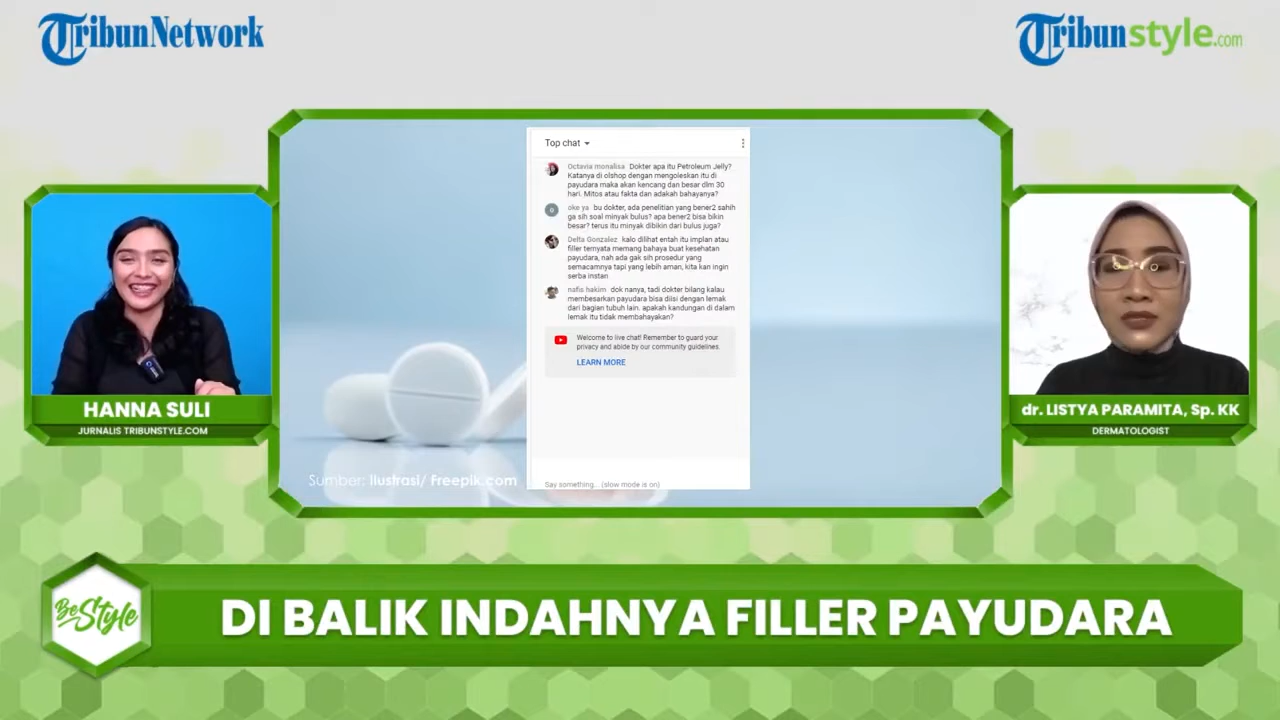 TribunNetwork
Tribunstyle.com
Top chat
Octavia monalisa Dokter apa itu Petroleum Jelly?
Katanya di olshop dengan mengoleskan itu di
payudara maka akan kencang dan besar dlm 30
hari. Mitos atau fakta dan adakah bahayanya?
oke ya bu dokter, ada penelitian yang bener2 sahih
ga sih soal minyak bulus? apa bener2 bisa bikin
besar? terus itu minyak dibikin dari bulus juga?
Delta Gonzalez kalo dilihat entah itu implan atau
filler ternyata memang bahaya buat kesehatan
payudara, nah ada gak sih prosedur yang
semacamnya tapi yang lebih aman, kita kan ingin
serba instan
nafis hakim dok nanya, tadi dokter bilang kalau
membesarkan payudara bisa diisi dengan lemak
dari bagian tubuh lain. apakah kandungan di dalam
lemak itu tidak membahayakan?
Welcome to live chat! Remember to guard your
privacy and abide by our community guidelines.
LEARN MORE
Say something... (slow mode is on)
Sumber: Ilustrasi/ Freepik.com
HANNA SULI
JURNALIS TRIBUNSTYLE.COM
dr. LISTYA PARAMITA, Sp. KK
DERMATOLOGIST
Be Style
DI BALIK INDAHNYA FILLER PAYUDARA